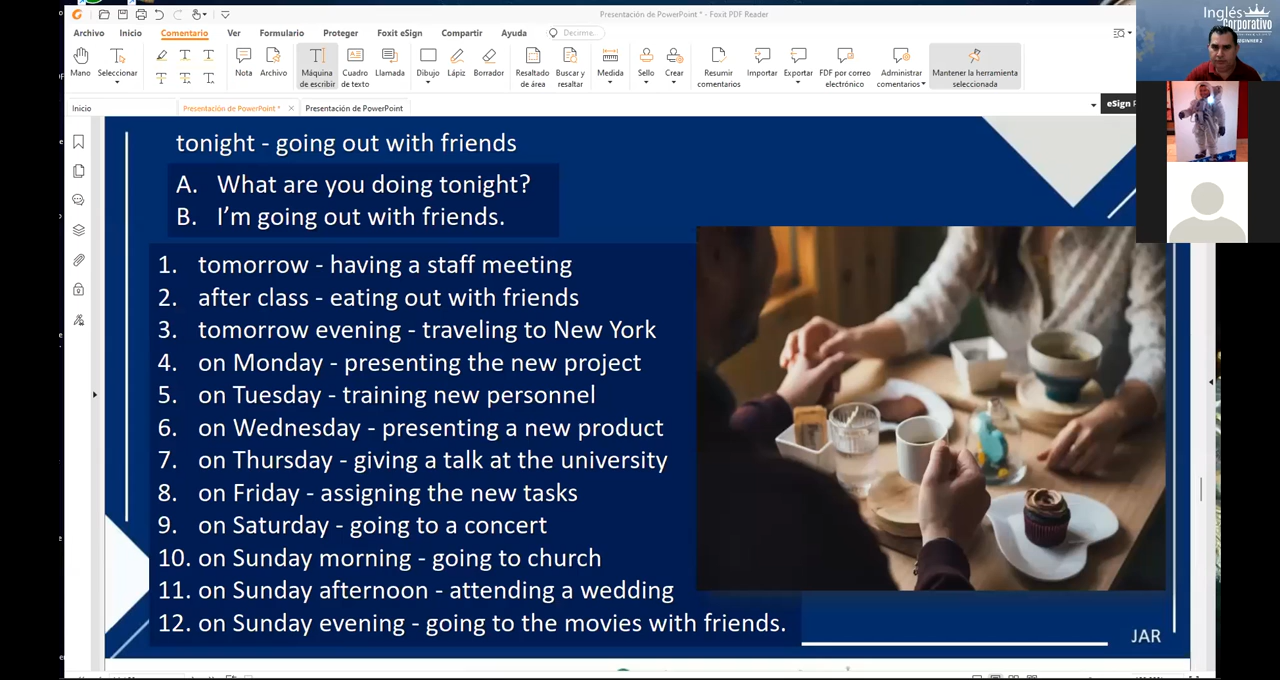 Presentación de PowerPoint * - Foxit PDF Reader
Archivo Inicio Comentario Ver Formulario Proteger Foxit eSign Compartir Ayuda
Mano Seleccionar Nota Archivo Máquina de escribir Cuadro de texto Llamada Dibujo Lápiz Borrador Resaltado de área Buscar y resaltar Medida Sello Crear Resumir comentarios Importar Exportar PDF por correo electrónico Administrar comentarios Mantener la herramienta seleccionada
Inicio Presentación de PowerPoint * Presentación de PowerPoint eSign
Inglés
Corporativo
BEGINNER 2
tonight - going out with friends
A. What are you doing tonight?
B. I'm going out with friends.
1. tomorrow - having a staff meeting
2. after class - eating out with friends
3. tomorrow evening - traveling to New York
4. on Monday - presenting the new project
5. on Tuesday - training new personnel
6. on Wednesday - presenting a new product
7. on Thursday - giving a talk at the university
8. on Friday - assigning the new tasks
9. on Saturday - going to a concert
10. on Sunday morning - going to church
11. on Sunday afternoon - attending a wedding
12. on Sunday evening - going to the movies with friends.
JAR